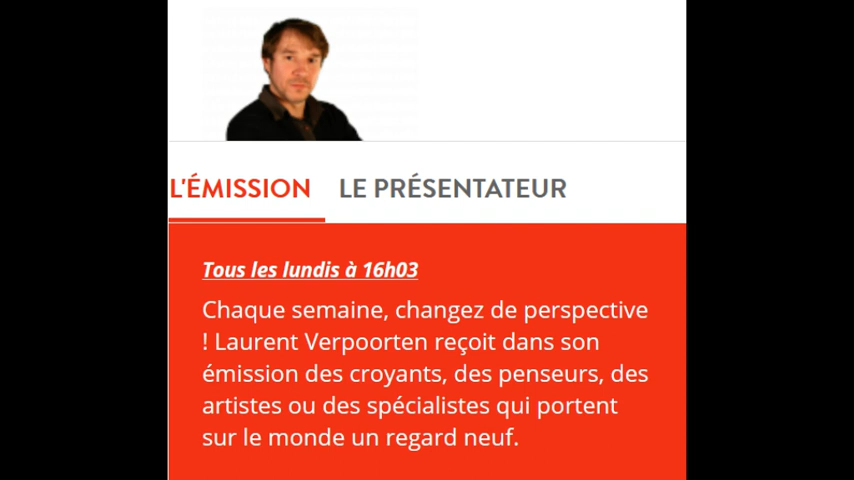 L'ÉMISSION LE PRÉSENTATEUR
Tous les lundis à 16h03
Chaque semaine, changez de perspective
! Laurent Verpoorten reçoit dans son
émission des croyants, des penseurs, des
artistes ou des spécialistes qui portent
sur le monde un regard neuf.